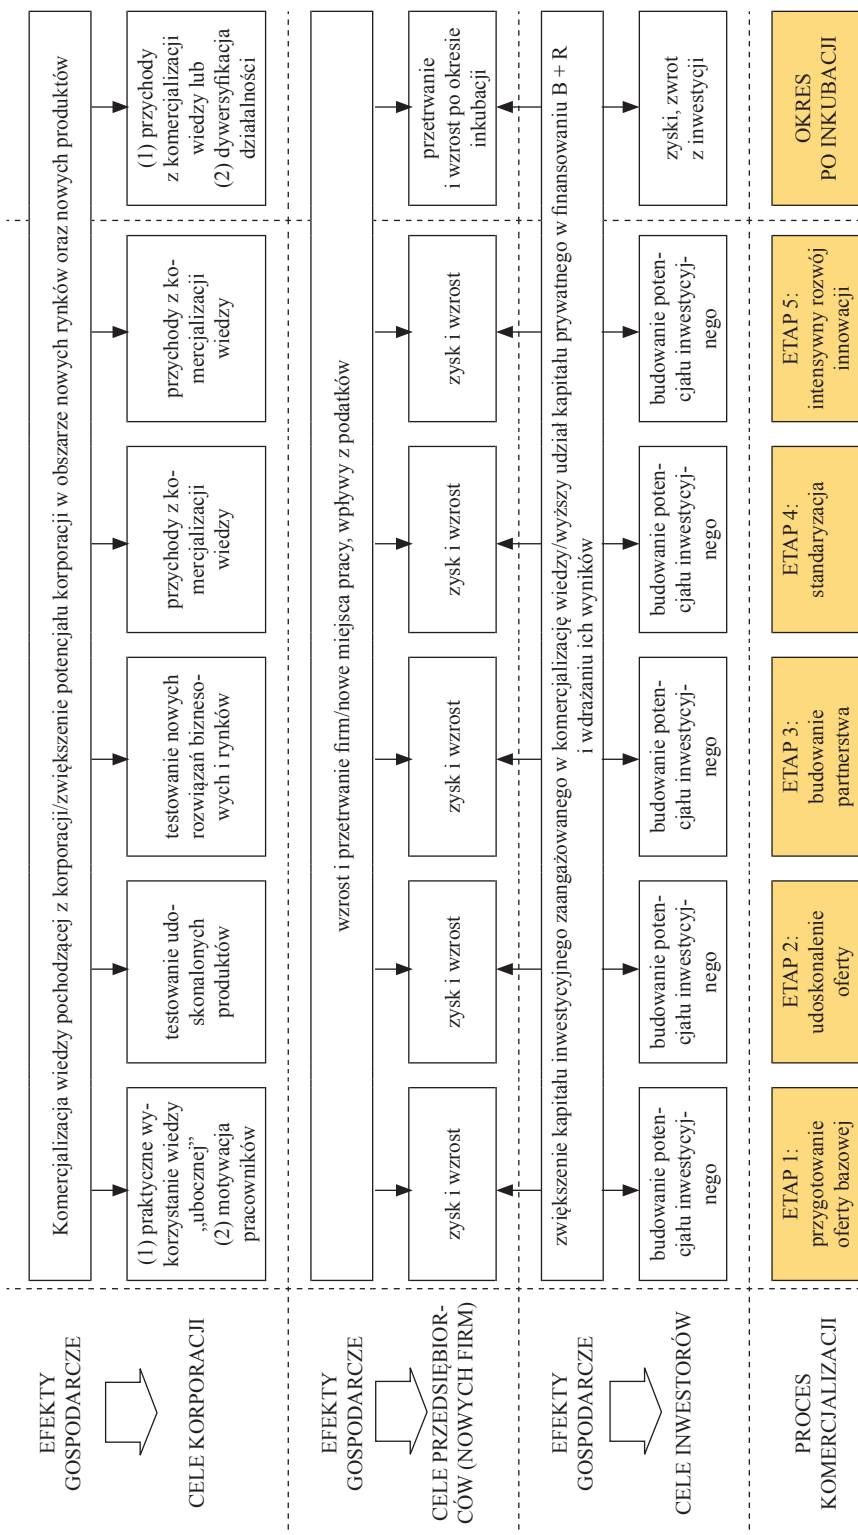 EFEKTY
GOSPODARCZE
CELE KORPORACJI
Komercjalizacja wiedzy pochodzącej z korporacji/zwiększenie potencjału korporacji w obszarze nowych rynków oraz nowych produktów
(1) praktyczne wy-
korzystanie wiedzy
„ubocznej”
(2) motywacja
pracowników
testowanie udo-
skonalonych
produktów
testowanie nowych
rozwiązań bizneso-
wych i rynków
przychody z ko-
mercjalizacji
wiedzy
przychody z ko-
mercjalizacji
wiedzy
(1) przychody
z komercjalizacji
wiedzy lub
(2) dywersyfikacja
działalności
EFEKTY
GOSPODARCZE
CELE PRZEDSIĘBIOR-
CÓW (NOWYCH FIRM)
wzrost i przetrwanie firm/nowe miejsca pracy, wpływy z podatków
zysk i wzrost
zysk i wzrost
zysk i wzrost
zysk i wzrost
zysk i wzrost
przetrwanie
i wzrost po okresie
inkubacji
EFEKTY
GOSPODARCZE
CELE INWESTORÓW
zwiększenie kapitału inwestycyjnego zaangażowanego w komercjalizację wiedzy/wyższy udział kapitału prywatnego w finansowaniu B + R
i wdrażaniu ich wyników
budowanie poten-
cjału inwestycyj-
nego
budowanie poten-
cjału inwestycyj-
nego
budowanie poten-
cjału inwestycyj-
nego
budowanie poten-
cjału inwestycyj-
nego
budowanie poten-
cjału inwestycyj-
nego
zyski, zwrot
z inwestycji
PROCES
KOMERCJALIZACJI
ETAP 1:
przygotowanie
oferty bazowej
ETAP 2:
udoskonalenie
oferty
ETAP 3:
budowanie
partnerstwa
ETAP 4:
standaryzacja
ETAP 5:
intensywny rozwój
innowacji
OKRES
PO INKUBACJI